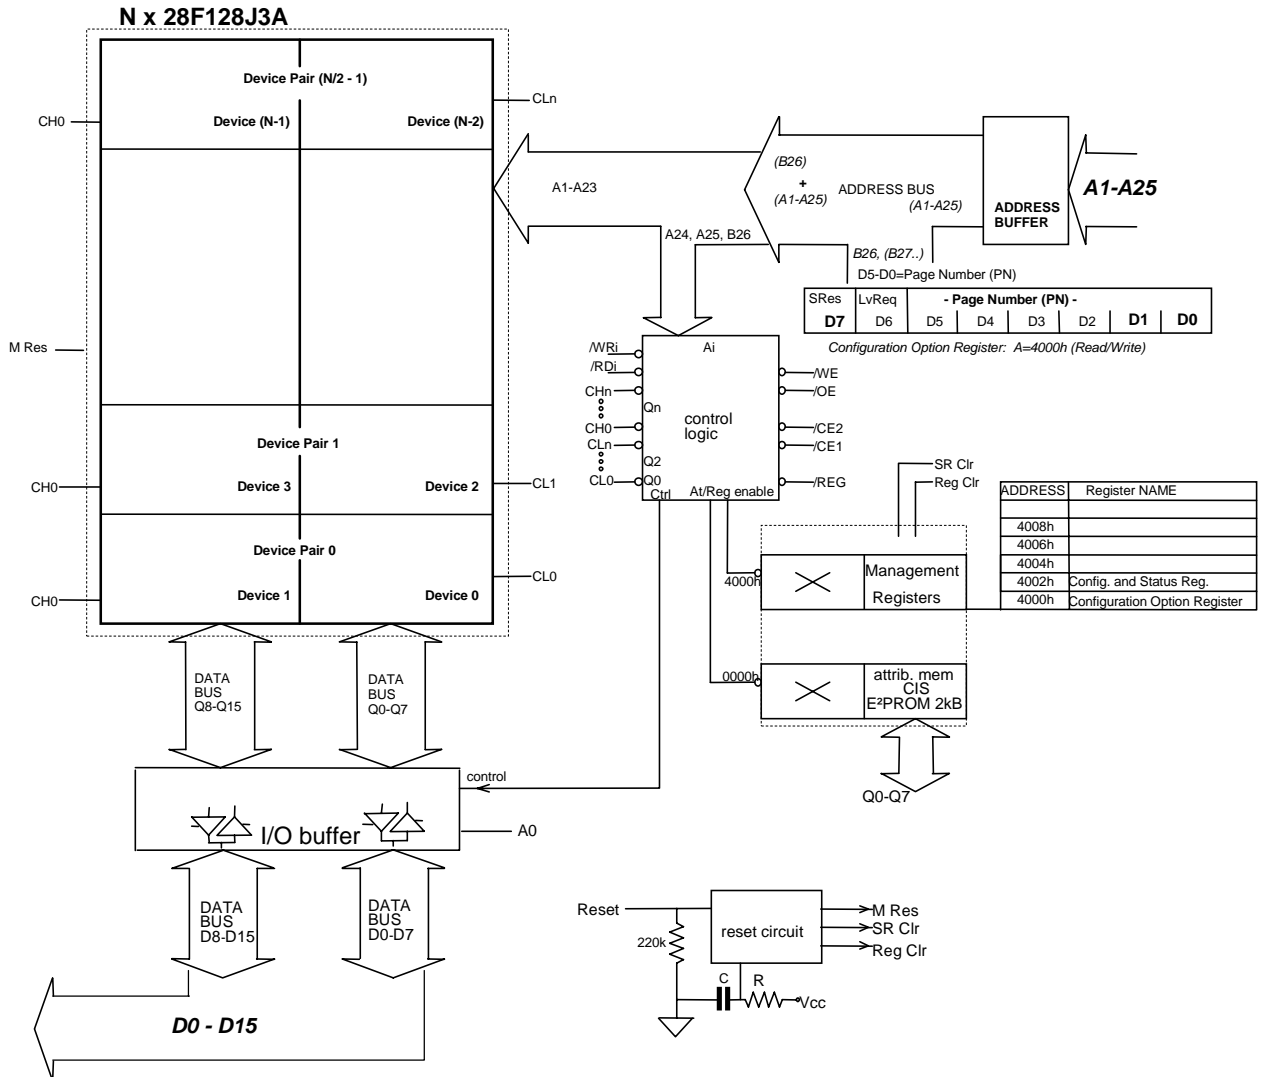 N x 28F128J3A
Device Pair (N/2 - 1)
CLn
CH0
Device (N-1)
Device (N-2)
A1-A23
(B26)
+
(A1-A25)
ADDRESS BUS
(A1-A25)
ADDRESS
BUFFER
A1-A25
A24, A25, B26
B26, (B27..)
D5-D0=Page Number (PN)
SRes
LvReq
- Page Number (PN) -
D7 D6 D5 D4 D3 D2 D1 D0
Configuration Option Register: A=4000h (Read/Write)
M Res
/WRi
/RDi
CHn
CH0
CLn
CL0
Ai
Qn
Q2
Q0
control
logic
Ctrl
At/Reg enable
/WE
/OE
/CE2
/CE1
/REG
Device Pair 1
CH0
Device 3
Device 2
CL1
Device Pair 0
CL0
CH0
Device 1
Device 0
SR Clr
Reg Clr
ADDRESS Register NAME
4008h
4006h
4004h
4002h Config. and Status Reg.
4000h Configuration Option Register
4000h
Management
Registers
0000h
attrib. mem
CIS
E²PROM 2kB
Q0-Q7
DATA
BUS
Q8-Q15
DATA
BUS
Q0-Q7
control
I/O buffer
A0
DATA
BUS
D8-D15
DATA
BUS
D0-D7
D0 - D15
Reset
220k
reset circuit
M Res
SR Clr
Reg Clr
C
R
Vcc